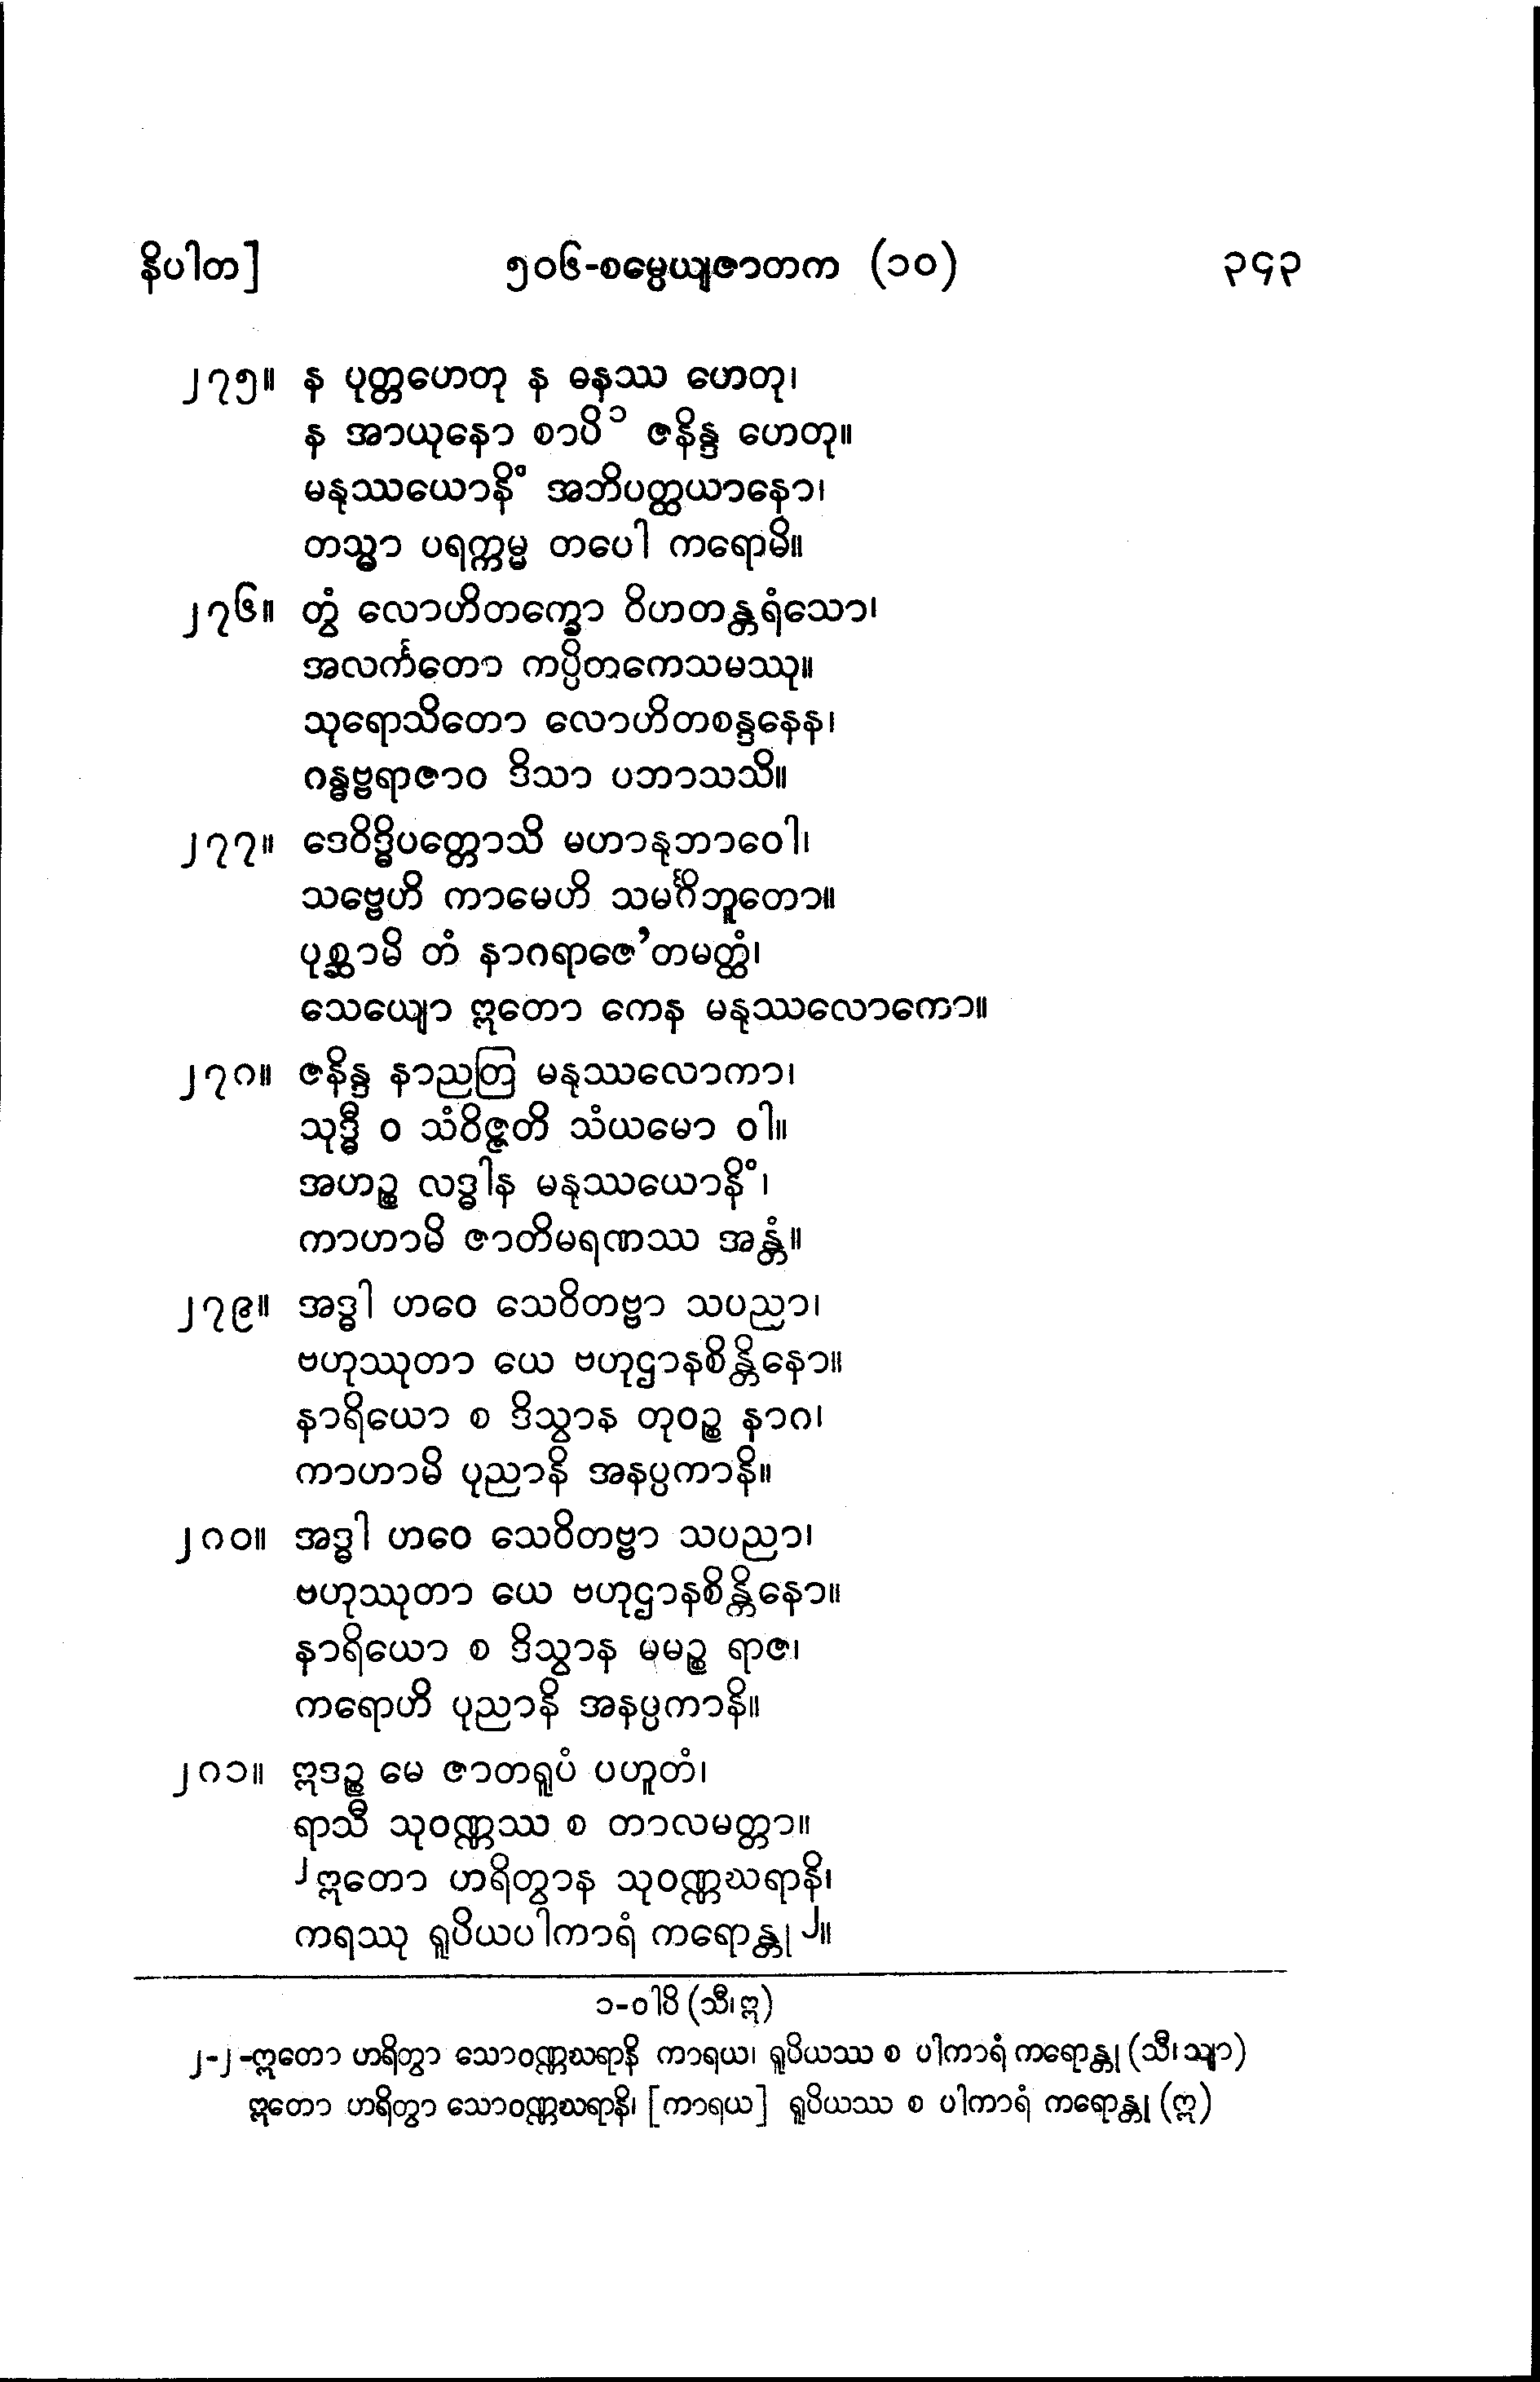 နိပါတ] ၅၀၆-စမ္ပေယျဇာတက (၁၀) ၃၄၃
၂၇၅။ န ပုတ္တဟေတု န ဓနဿ ဟေတု၊
န အာယုနော စာပိ ၁ ဇနိန္ဒ ဟေတု။
မနုဿယောနိံ အဘိပတ္ထယာနော၊
တသ္မာ ပရက္ကမ္မ တပေါ ကရောမိ။
၂၇၆။ တွံ လောဟိတက္ခော ဝိဟတန္တရံသော၊
အလင်္ကတော ကပ္ပိတကေသမဿု။
သုရောသိတော လောဟိတစန္ဒနေန၊
ဂန္ဓဗ္ဗရာဇာဝ ဒိသာ ပဘာသသိ။
၂၇၇။ ဒေဝိဒ္ဓိပတ္တောသိ မဟာနုဘာဝေါ၊
သဗ္ဗေဟိ ကာမေဟိ သမင်္ဂိဘူတော။
ပုစ္ဆာမိ တံ နာဂရာဇေ’တမတ္ထံ၊
သေယျော ဣတော ကေန မနုဿလောကော။
၂၇၈။ ဇနိန္ဒ နာညတြ မနုဿလောကာ၊
သုဒ္ဓီ ဝ သံဝိဇ္ဇတိ သံယမော ဝါ။
အဟဉ္စ လဒ္ဓါန မနုဿယောနိံ၊
ကာဟာမိ ဇာတိမရဏဿ အန္တံ။
၂၇၉။ အဒ္ဓါ ဟဝေ သေဝိတဗ္ဗာ သပညာ၊
ဗဟုဿုတာ ယေ ဗဟုဌာနစိန္တိနော။
နာရိယော စ ဒိသွာန တုဝဉ္စ နာဂ၊
ကာဟာမိ ပုညာနိ အနပ္ပကာနိ။
၂၈၀။ အဒ္ဓါ ဟဝေ သေဝိတဗ္ဗာ သပညာ၊
ဗဟုဿုတာ ယေ ဗဟုဌာနစိန္တိနော။
နာရိယော စ ဒိသွာန မမဉ္စ ရာဇ၊
ကရောဟိ ပုညာနိ အနပ္ပကာနိ။
၂၈၁။ ဣဒဉ္စ မေ ဇာတရူပံ ပဟူတံ၊
ရာသီ သုဝဏ္ဏဿ စ တာလမတ္တာ။
၂ ဣတော ဟရိတွာန သုဝဏ္ဏဃရာနိ၊
ကရဿု ရူပိယပါကာရံ ကရောန္တု ၂။
၁-ဝါပိ (သီ၊ ဣ)
၂-၂-ဣတော ဟရိတွာ သောဝဏ္ဏဃရာနိ ကာရယ၊ ရူပိယဿ စ ပါကာရံ ကရောန္တု (သီ၊ သျာ)
ဣတော ဟရိတွာ သောဝဏ္ဏဃရာနိ၊ [ကာရယ] ရူပိယဿ စ ပါကာရံ ကရောန္တု (ဣ)